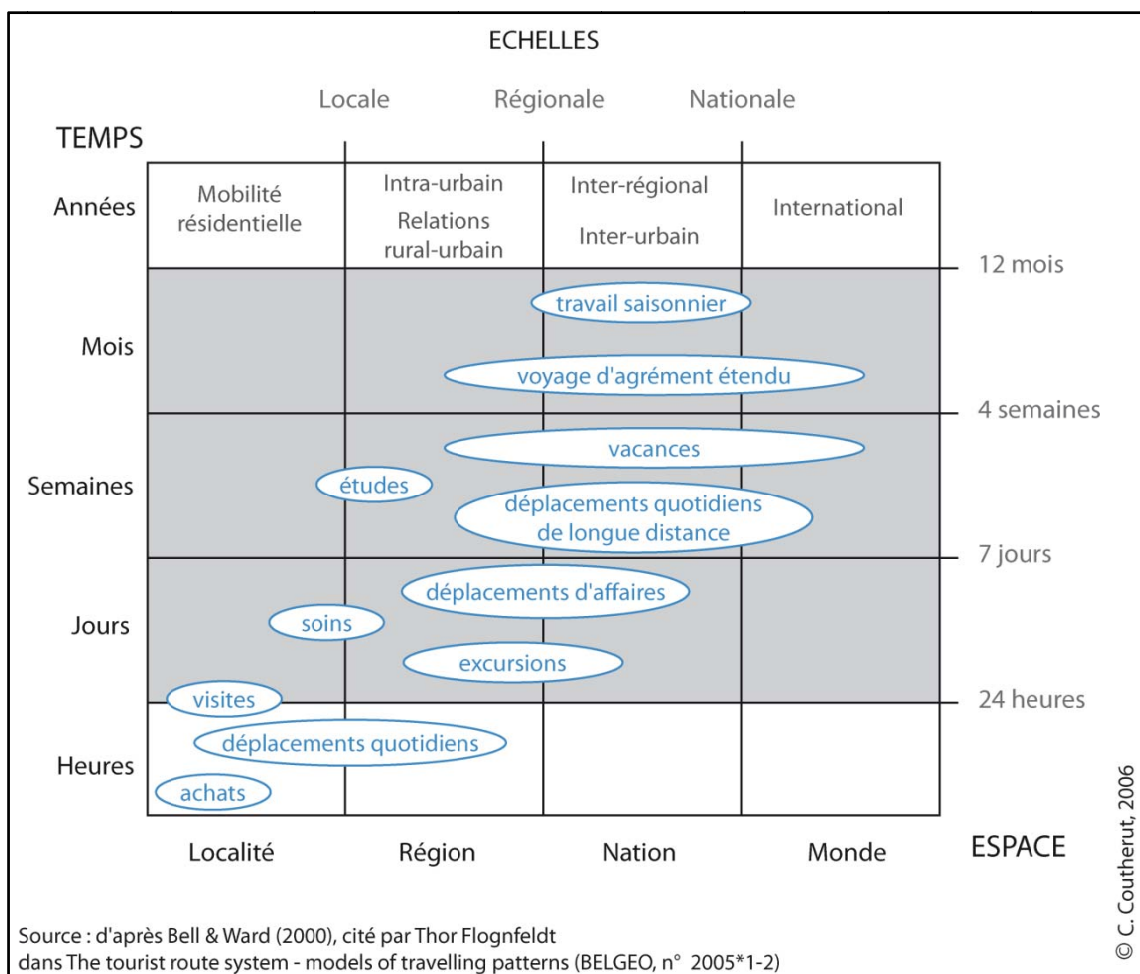 ECHELLES
Locale Régionale Nationale
TEMPS
Années
Mobilité
résidentielle
Intra-urbain
Relations
rural-urbain
Inter-régional
Inter-urbain
International
12 mois
travail saisonnier
Mois
voyage d'agrément étendu
4 semaines
vacances
Semaines
études
déplacements quotidiens
de longue distance
7 jours
déplacements d'affaires
Jours
soins
excursions
visites
24 heures
déplacements quotidiens
Heures
achats
Localité Région Nation Monde ESPACE
© C. Coutherut, 2006
Source : d'après Bell & Ward (2000), cité par Thor Flognfeldt
dans The tourist route system - models of travelling patterns (BELGEO, n° 2005*1-2)